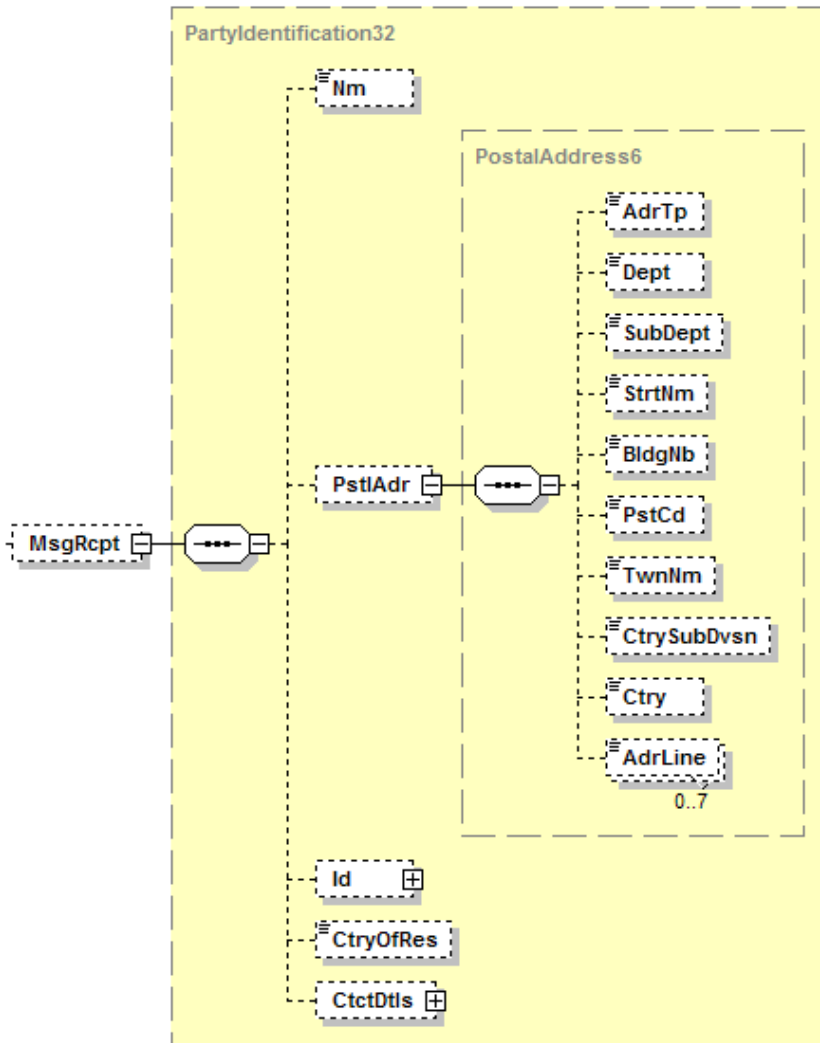 PartyIdentification32
Nm
PostalAddress6
AdrTp
Dept
SubDept
StrtNm
BldgNb
PstlAdr
PstCd
MsgRcpt
TwnNm
CtrySubDvsn
Ctry
AdrLine
0..7
Id
CtryOfRes
CtctDtls